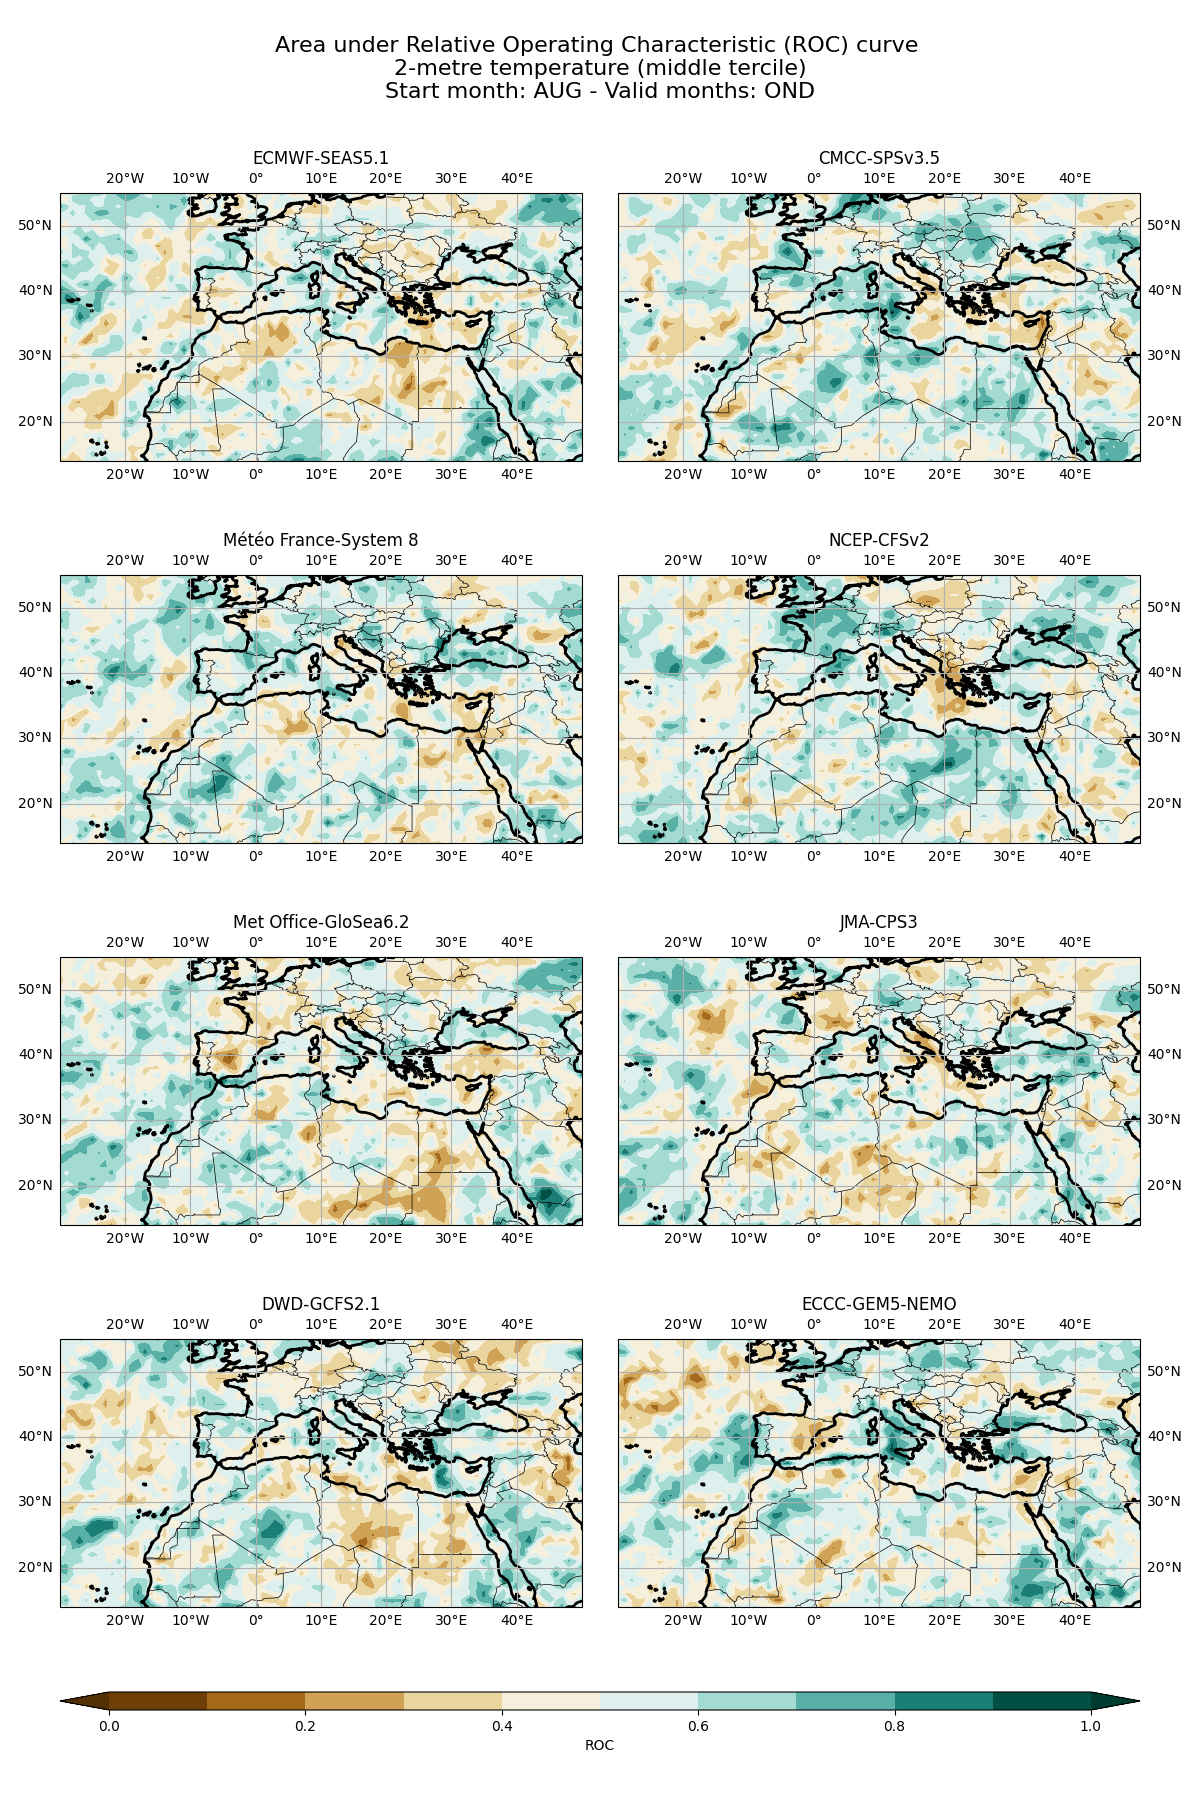 Area under Relative Operating Characteristic (ROC) curve
2-metre temperature (middle tercile)
Start month: AUG - Valid months: OND
ECMWF-SEAS5.1
20°W 10°W 0° 10°E 20°E 30°E 40°E
50°N
40°N
30°N
20°N
20°W 10°W 0° 10°E 20°E 30°E 40°E
CMCC-SPSv3.5
20°W 10°W 0° 10°E 20°E 30°E 40°E
50°N
40°N
30°N
20°N
20°W 10°W 0° 10°E 20°E 30°E 40°E
Météo France-System 8
20°W 10°W 0° 10°E 20°E 30°E 40°E
50°N
40°N
30°N
20°N
20°W 10°W 0° 10°E 20°E 30°E 40°E
NCEP-CFSv2
20°W 10°W 0° 10°E 20°E 30°E 40°E
50°N
40°N
30°N
20°N
20°W 10°W 0° 10°E 20°E 30°E 40°E
Met Office-GloSea6.2
20°W 10°W 0° 10°E 20°E 30°E 40°E
50°N
40°N
30°N
20°N
20°W 10°W 0° 10°E 20°E 30°E 40°E
JMA-CPS3
20°W 10°W 0° 10°E 20°E 30°E 40°E
50°N
40°N
30°N
20°N
20°W 10°W 0° 10°E 20°E 30°E 40°E
DWD-GCFS2.1
20°W 10°W 0° 10°E 20°E 30°E 40°E
50°N
40°N
30°N
20°N
20°W 10°W 0° 10°E 20°E 30°E 40°E
ECCC-GEM5-NEMO
20°W 10°W 0° 10°E 20°E 30°E 40°E
50°N
40°N
30°N
20°N
20°W 10°W 0° 10°E 20°E 30°E 40°E
0.0 0.2 0.4 0.6 0.8 1.0
ROC